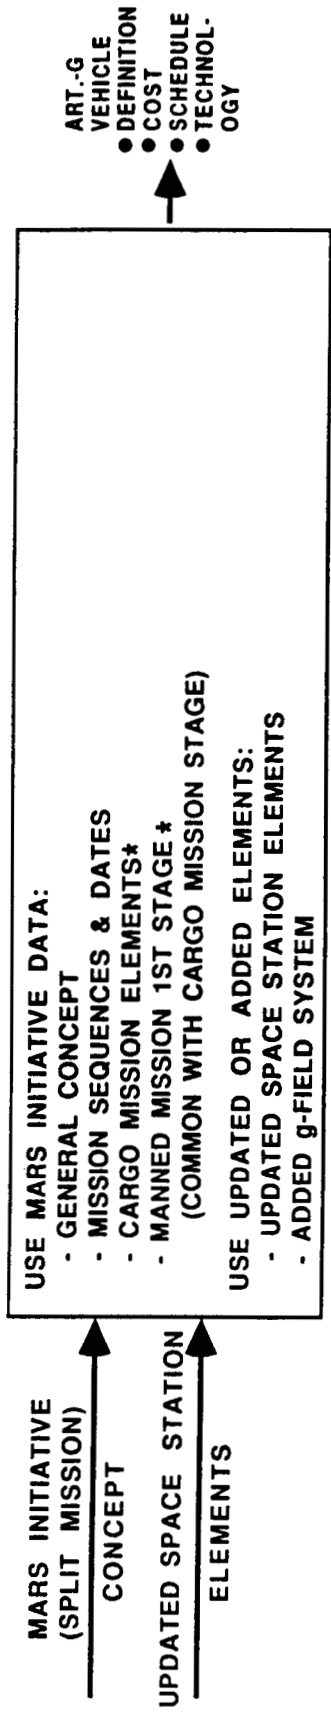 MARS INITIATIVE
(SPLIT MISSION)
CONCEPT
UPDATED SPACE STATION
ELEMENTS
USE MARS INITIATIVE DATA:
- GENERAL CONCEPT
- MISSION SEQUENCES & DATES
- CARGO MISSION ELEMENTS*
- MANNED MISSION 1ST STAGE*
(COMMON WITH CARGO MISSION STAGE)
USE UPDATED OR ADDED ELEMENTS:
- UPDATED SPACE STATION ELEMENTS
- ADDED g-FIELD SYSTEM
ART.-G
VEHICLE
● DEFINITION
● COST
● SCHEDULE
● TECHNOL-
OGY